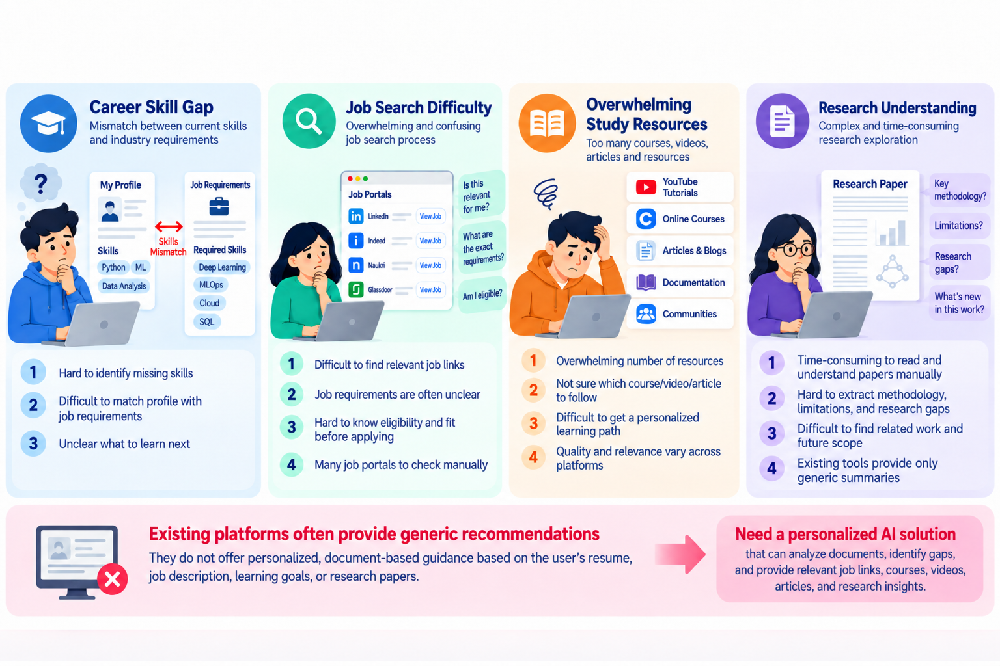 Career Skill Gap
Mismatch between current skills
and industry requirements
?
My Profile
Skills
Python
ML
Data Analysis
Skills
Mismatch
Job Requirements
Required Skills
Deep Learning
MLOps
Cloud
SQL
1
Hard to identify missing skills
2
Difficult to match profile with
job requirements
3
Unclear what to learn next
Job Search Difficulty
Overwhelming and confusing
job search process
Job Portals
in
LinkedIn
View Job
i
Indeed
View Job
n
Naukri
View Job
Glassdoor
View Job
Is this
relevant
for me?
What are
the exact
requirements?
Am I eligible?
1
Difficult to find relevant job links
2
Job requirements are often unclear
3
Hard to know eligibility and fit
before applying
4
Many job portals to check manually
Overwhelming
Study Resources
Too many courses, videos,
articles and resources
YouTube
Tutorials
C
Online Courses
Articles & Blogs
Documentation
Communities
1
Overwhelming number of resources
2
Not sure which course/video/article
to follow
3
Difficult to get a personalized
learning path
4
Quality and relevance vary across
platforms
Research Understanding
Complex and time-consuming
research exploration
Research Paper
Key
methodology?
Limitations?
Research
gaps?
What's new
in this work?
1
Time-consuming to read and
understand papers manually
2
Hard to extract methodology,
limitations, and research gaps
3
Difficult to find related work and
future scope
4
Existing tools provide only
generic summaries
Existing platforms often provide generic recommendations
They do not offer personalized, document-based guidance based on the user's resume,
job description, learning goals, or research papers.
Need a personalized AI solution
that can analyze documents, identify gaps,
and provide relevant job links, courses, videos,
articles, and research insights.